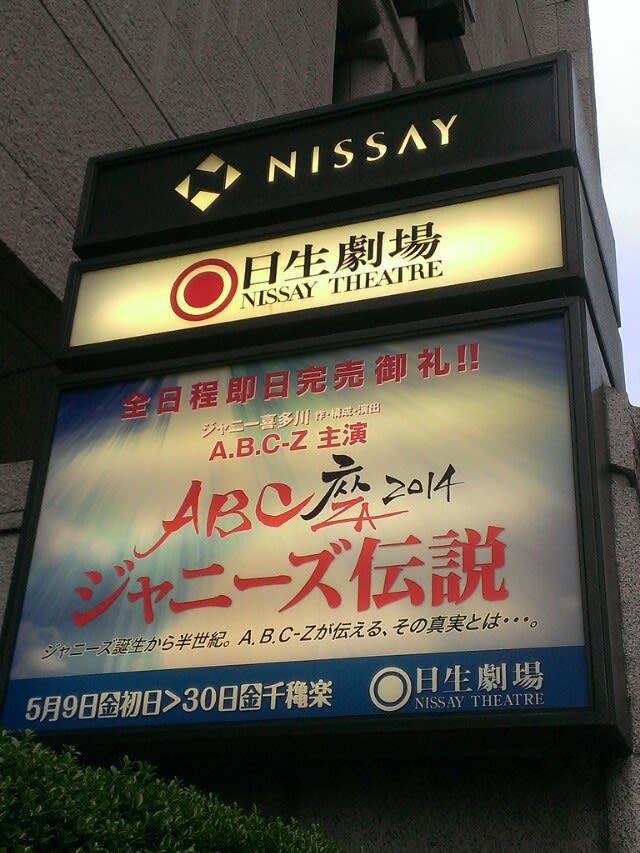 NISSAY
日生劇場
NISSAY THEATRE
全日程即日完売御礼!!
ジャニー喜多川 作・構成・演出
A.B.C-Z 主演
ABC座 2014
ZA
ジャニーズ伝説
ジャニーズ誕生から半世紀。A.B.C-Zが伝える、その真実とは・・・。
5月9日金初日>30日金千穐楽
日生劇場
NISSAY THEATRE